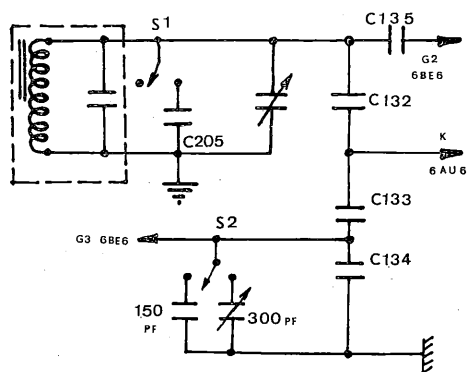 S1
C135
G2
6BE6
C132
C205
K
6AU6
C133
S2
G3 6BE6
C134
150
PF
300 PF